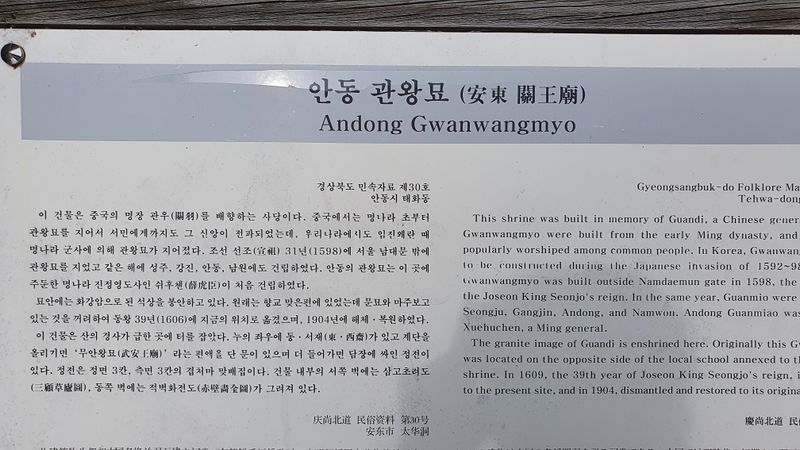 안동 관왕묘 (安東 關王廟)
Andong Gwanwangmyo
경상북도 민속자료 제30호
안동시 태화동
이 건물은 중국의 명장 관우(關羽)를 배향하는 사당이다. 중국에서는 명나라 초부터
관왕묘를 지어서 서민에게까지도 그 신앙이 전파되었는데, 우리나라에서도 임진왜란 때
명나라 군사에 의해 관왕묘가 지어졌다. 조선 선조(宣祖) 31년(1598)에 서울 남대문 밖에
관왕묘를 지었고 같은 해에 성주, 강진, 안동, 남원에도 건립하였다. 안동의 관왕묘는 이 곳에
주둔한 명나라 진정영도사인 쉬후첸(薛虎臣)이 처음 건립하였다.
묘안에는 화강암으로 된 석상을 봉안하고 있다. 원래는 향교 맞은편에 있었는데 문묘와 마주보고
있는 것을 꺼려하여 동왕 39년(1606)에 지금의 위치로 옮겼으며, 1904년에 해체·복원하였다.
이 건물은 산의 경사가 급한 곳에 터를 잡았다. 누의 좌우에 동·서재(東·西齋)가 있고 계단을
올리기면 '무안왕묘(武安王廟)'라는 편액을 단 문이 있으며 더 들어가면 담장에 싸인 정전이
있다. 정전은 정면 3칸, 측면 3칸의 겹처마 맞배집이다. 건물 내부의 서쪽 벽에는 삼고초려도
(三顧草廬圖), 동쪽 벽에는 적벽화전도(赤壁畵全圖)가 그려져 있다.
Gyeongsangbuk-do Folklore Ma
Tehwa-dong
This shrine was built in memory of Guandi, a Chinese genera
Gwanwangmyo were built from the early Ming dynasty, and
popularly worshiped among common people. In Korea, Gwanwang
to be constructed during the Japanese invasion of 1592~98
Gwanwangmyo was built outside Namdaemun gate in 1598, the
the Joseon King Seonjo's reign. In the same year, Guanmio were
Seongju, Gangjin, Andong, and Namwon. Andong Guanmiao was
Xuehuchen, a Ming general.
The granite image of Guandi is enshrined here. Originally this Gw
was located on the opposite side of the local school annexed to th
shrine. In 1609, the 39th year of Joseon King Seongjo's reign, i
to the present site, and in 1904, dismantled and restored to its origina
庆尚北道 民俗资料 第30号
安东市 太华洞
慶尚北道